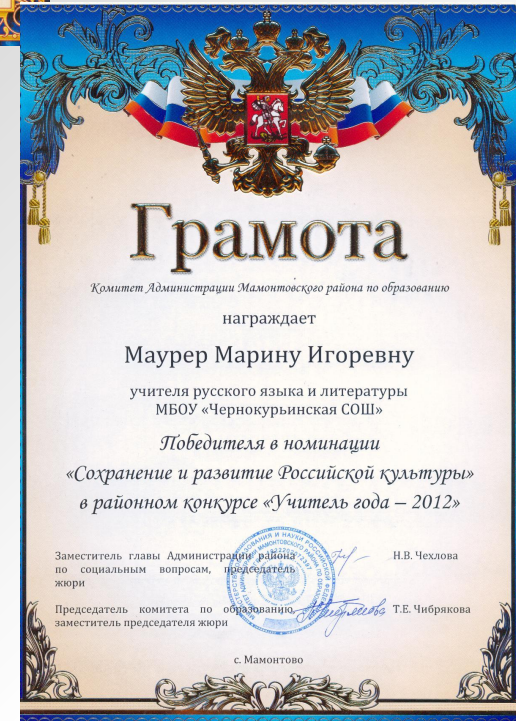 Грамота
Комитет Администрации Мамонтовского района по образованию
награждает
Маурер Марину Игоревну
учителя русского языка и литературы
МБОУ «Чернокурьинская СОШ»
Победителя в номинации
«Сохранение и развитие Российской культуры»
в районном конкурсе «Учитель года – 2012»
Заместитель главы Администрации района
по социальным вопросам, председатель
жюри
Н.В. Чехлова
Председатель комитета по образованию,
заместитель председателя жюри
Т.Е. Чибрякова
с. Мамонтово